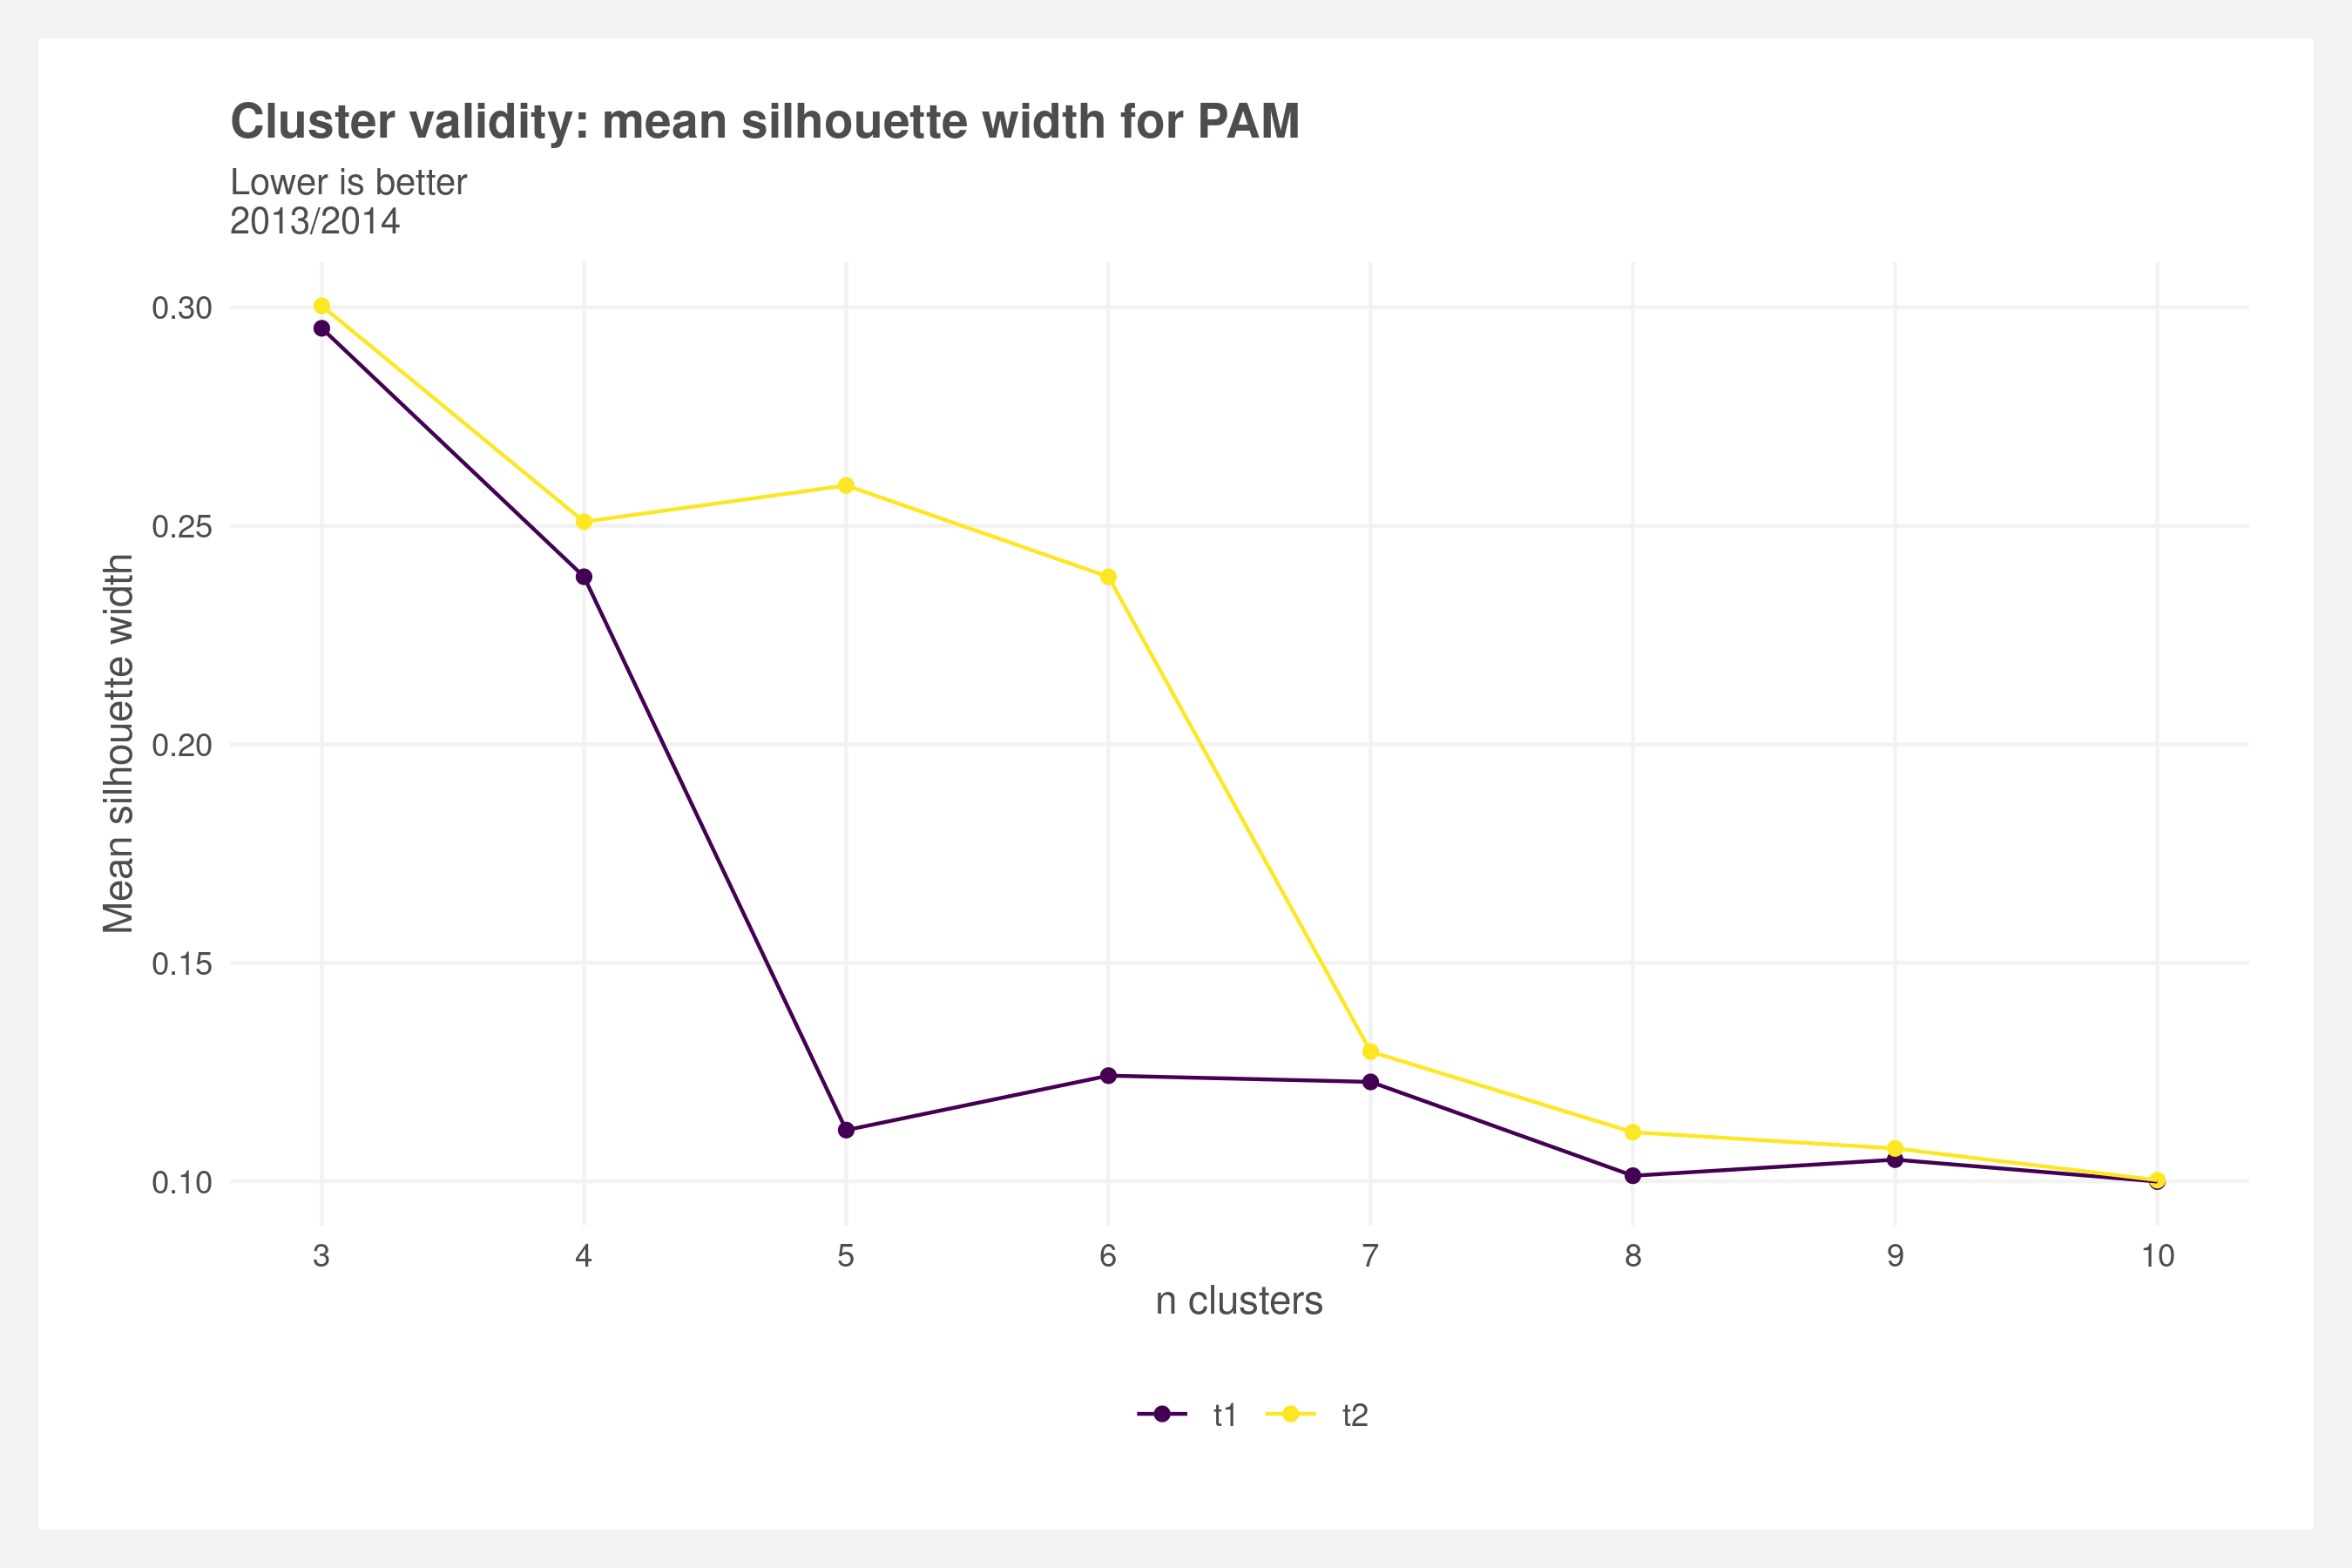 Cluster validity: mean silhouette width for PAM
Lower is better
2013/2014
Mean silhouette width
0.30
0.25
0.20
0.15
0.10
3 4 5 6 7 8 9 10
n clusters
t1 t2